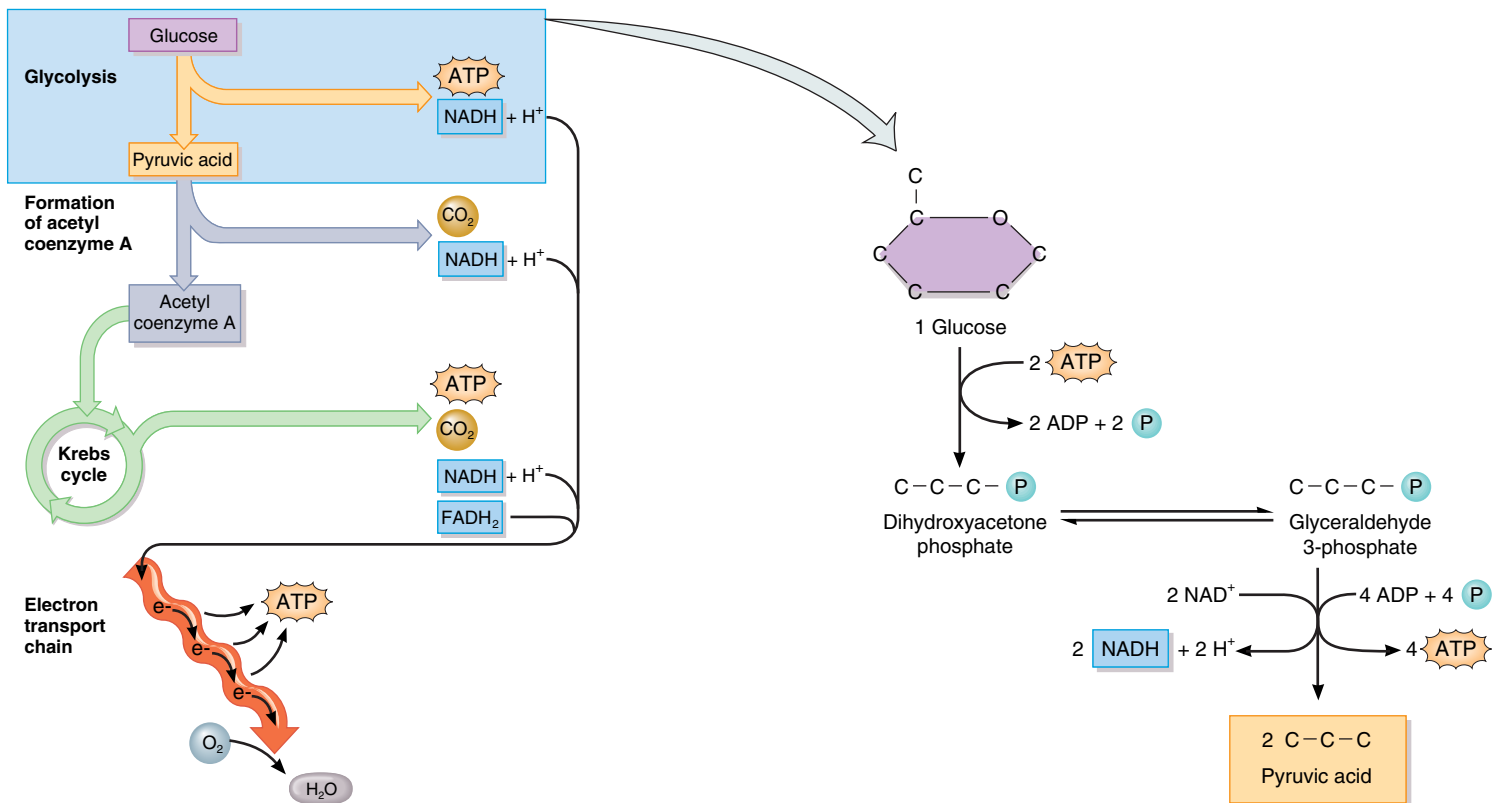 Glucose
Glycolysis
ATP
NADH + H⁺
Pyruvic acid
Formation
of acetyl
coenzyme A
CO₂
NADH + H⁺
Acetyl
coenzyme A
ATP
CO₂
Krebs
cycle
NADH + H⁺
FADH₂
Electron
transport
chain
e-
e-
e-
ATP
O₂
H₂O
C
C O
C C
C C
1 Glucose
2 ATP
2 ADP + 2 P
C–C–C–P
Dihydroxyacetone
phosphate
C–C–C–P
Glyceraldehyde
3-phosphate
2 NAD⁺
4 ADP + 4 P
2 NADH + 2 H⁺
4 ATP
2 C–C–C
Pyruvic acid